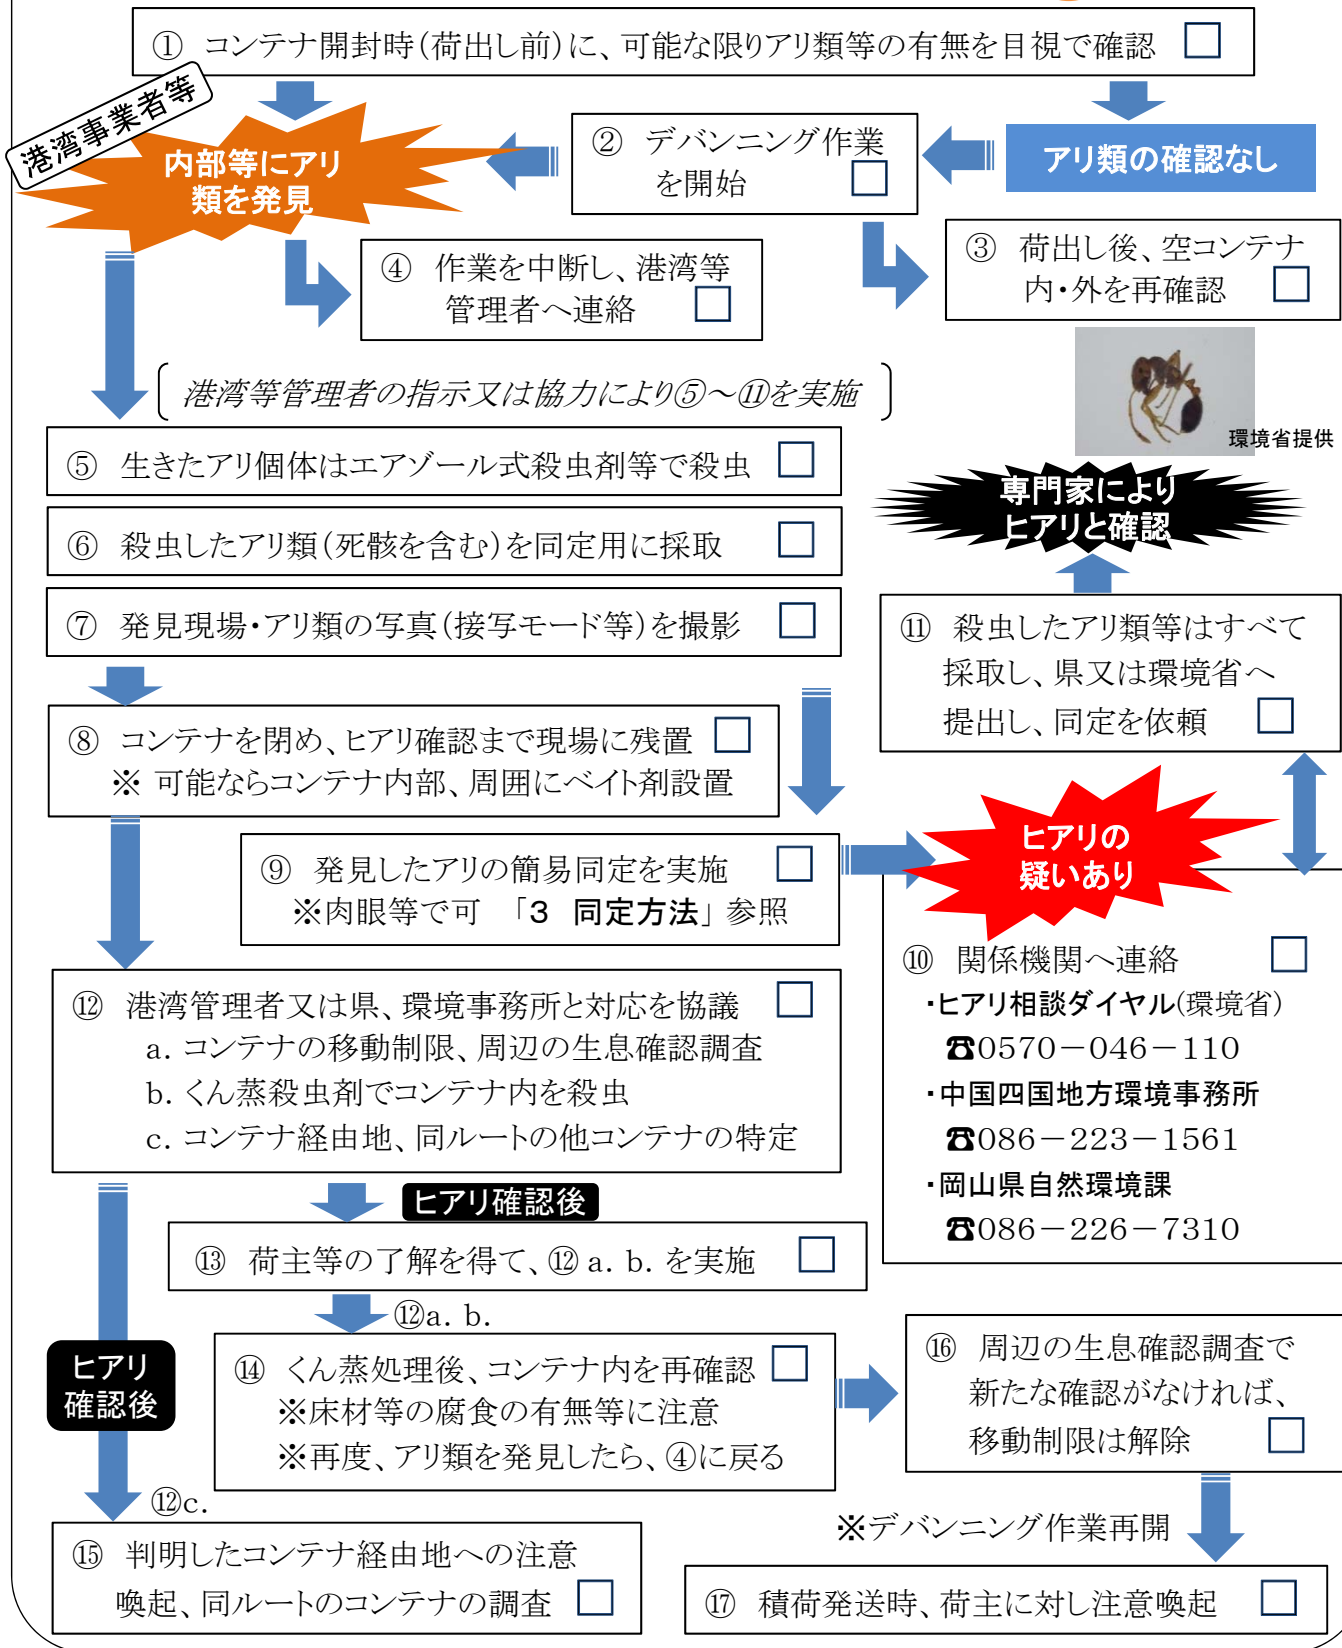 ① コンテナ開封時(荷出し前)に、可能な限りアリ類等の有無を目視で確認 □
港湾事業者等
内部等にアリ
類を発見
② デバンニング作業
を開始 □
アリ類の確認なし
③ 荷出し後、空コンテナ
内・外を再確認 □
④ 作業を中断し、港湾等
管理者へ連絡 □
環境省提供
港湾等管理者の指示又は協力により⑤~⑪を実施
⑤ 生きたアリ個体はエアゾール式殺虫剤等で殺虫 □
⑥ 殺虫したアリ類(死骸を含む)を同定用に採取 □
⑦ 発見現場・アリ類の写真(接写モード等)を撮影 □
専門家により
ヒアリと確認
⑪ 殺虫したアリ類等はすべて
採取し、県又は環境省へ
提出し、同定を依頼 □
⑧ コンテナを閉め、ヒアリ確認まで現場に残置 □
※ 可能ならコンテナ内部、周囲にベイト剤設置
⑨ 発見したアリの簡易同定を実施 □
※肉眼等で可 「3 同定方法」参照
ヒアリの
疑いあり
⑩ 関係機関へ連絡 □
・ヒアリ相談ダイヤル(環境省)
☎0570-046-110
・中国四国地方環境事務所
☎086-223-1561
・岡山県自然環境課
☎086-226-7310
⑫ 港湾管理者又は県、環境事務所と対応を協議 □
a. コンテナの移動制限、周辺の生息確認調査
b. くん蒸殺虫剤でコンテナ内を殺虫
c. コンテナ経由地、同ルートの他コンテナの特定
ヒアリ確認後
⑬ 荷主等の了解を得て、⑫ a. b. を実施 □
⑫a. b.
ヒアリ
確認後
⑭ くん蒸処理後、コンテナ内を再確認 □
※床材等の腐食の有無等に注意
※再度、アリ類を発見したら、④に戻る
⑯ 周辺の生息確認調査で
新たな確認がなければ、
移動制限は解除 □
⑫c.
※デバンニング作業再開
⑮ 判明したコンテナ経由地への注意
喚起、同ルートのコンテナの調査 □
⑰ 積荷発送時、荷主に対し注意喚起 □